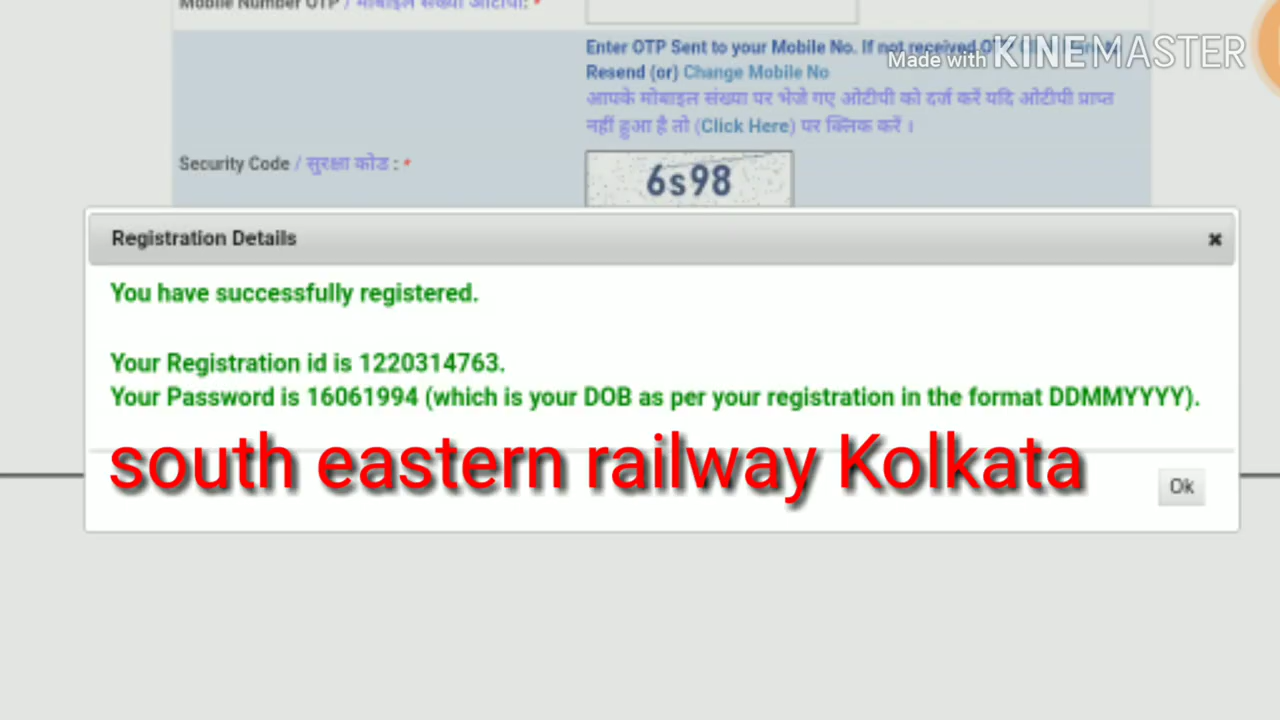 Mobile Number OTP / मोबाइल संख्या ओटीपी: *
Enter OTP Sent to your Mobile No. If not received OTP
Resend (or) Change Mobile No
Made with KINEMASTER
आपके मोबाइल संख्या पर भेजे गए ओटीपी को दर्ज करें यदि ओटीपी प्राप्त
नहीं हुआ है तो (Click Here) पर क्लिक करें ।
Security Code / सुरक्षा कोड : *
6s98
Registration Details
You have successfully registered.
Your Registration id is 1220314763.
Your Password is 16061994 (which is your DOB as per your registration in the format DDMMYYYY).
south eastern railway Kolkata
Ok